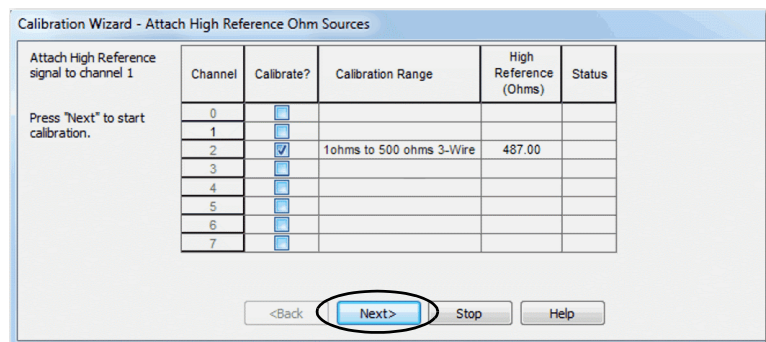 Calibration Wizard - Attach High Reference Ohm Sources
Attach High Reference
signal to channel 1
Press "Next" to start
calibration.
Channel Calibrate? Calibration Range High Reference (Ohms) Status
0
1
2 1ohms to 500 ohms 3-Wire 487.00
3
4
5
6
7
<Back Next> Stop Help